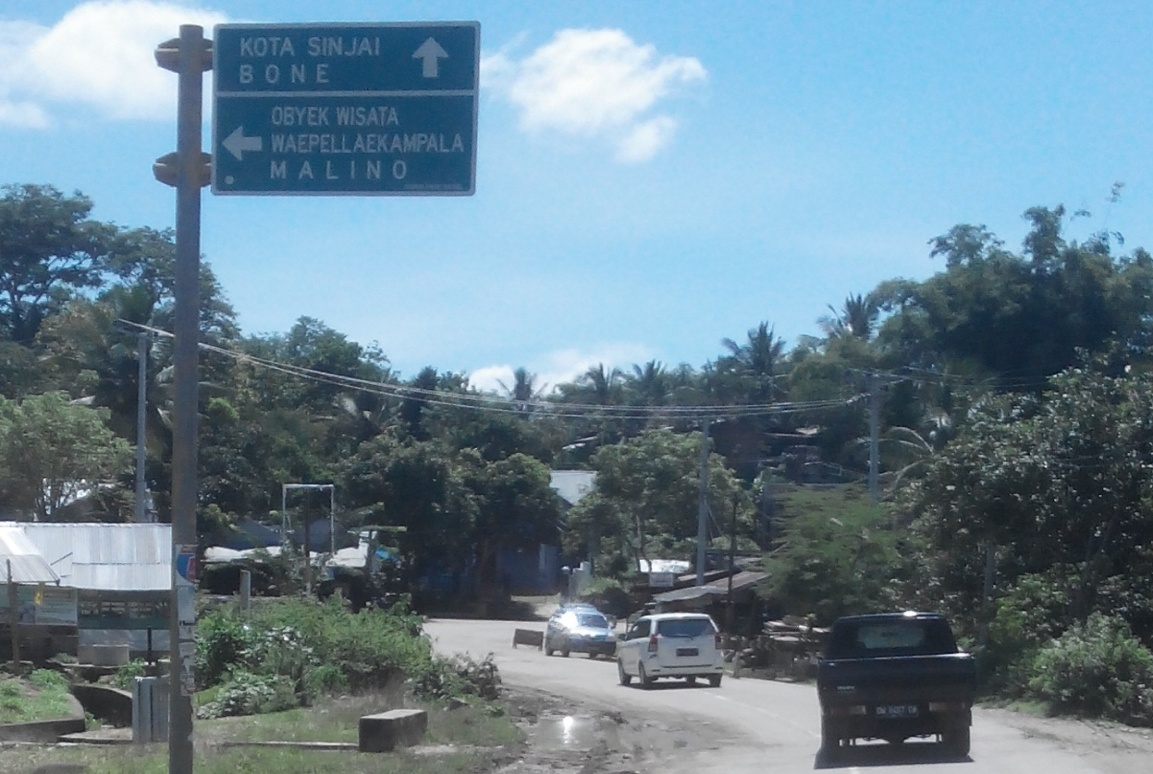 KOTA SINJAI
BONE
OBYEK WISATA
WAEPELLAEKAMPALA
MALINO